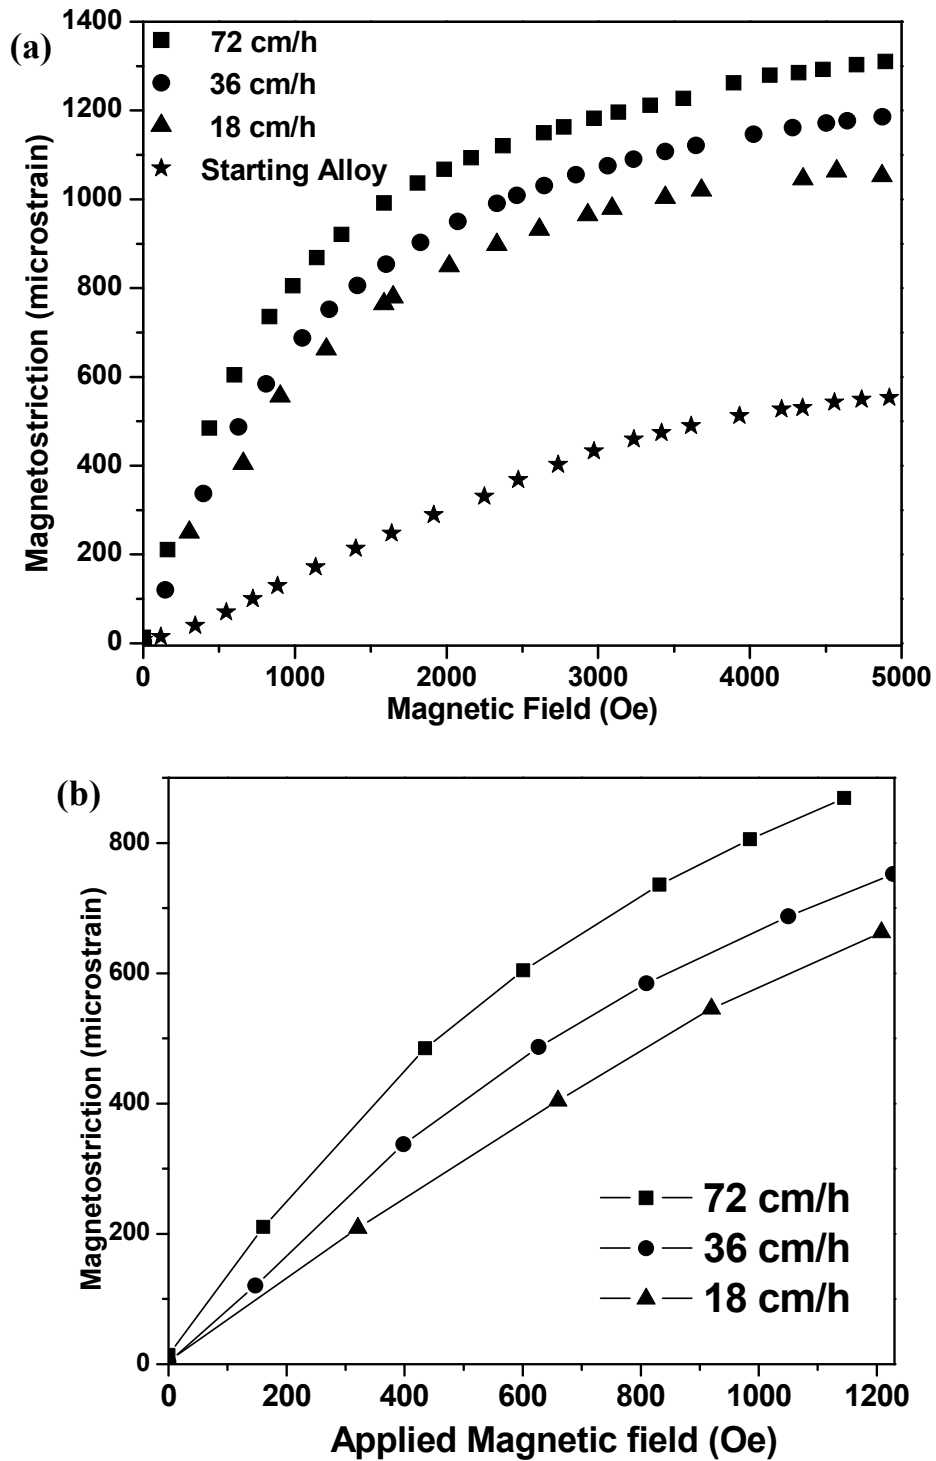 (a)
1400
1200
1000
800
600
400
200
0
72 cm/h
36 cm/h
18 cm/h
Starting Alloy
Magnetostriction (microstrain)
0 1000 2000 3000 4000 5000
Magnetic Field (Oe)
(b)
800
600
400
200
0
Magnetostriction (microstrain)
72 cm/h
36 cm/h
18 cm/h
0 200 400 600 800 1000 1200
Applied Magnetic field (Oe)